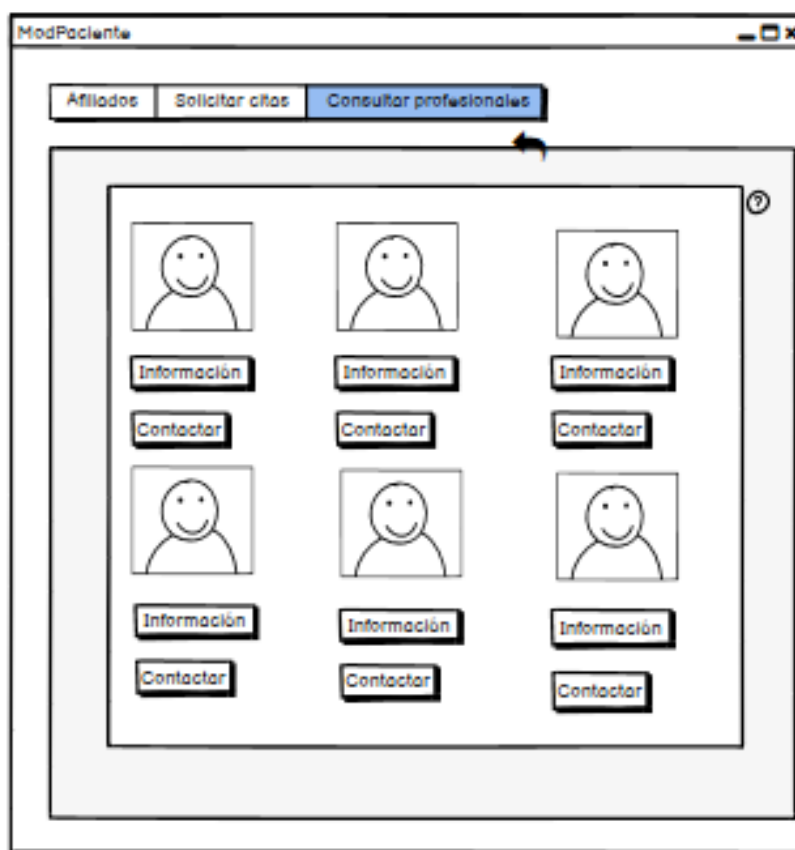 ModPaciente
Afiliados Solicitar citas Consultar profesionales
?
Información Información Información
Contactar Contactar Contactar
Información Información Información
Contactar Contactar Contactar